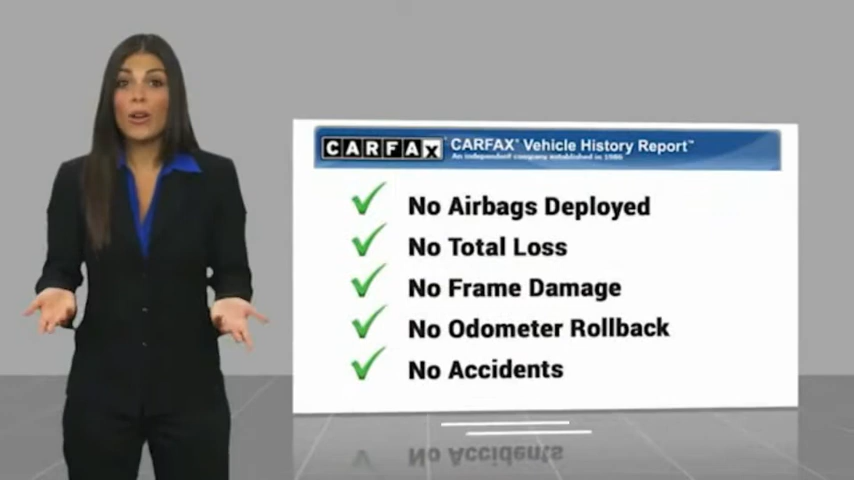 CARFAX CARFAX Vehicle History Report™
An independent company established in 1986
No Airbags Deployed
No Total Loss
No Frame Damage
No Odometer Rollback
No Accidents
No Accidents